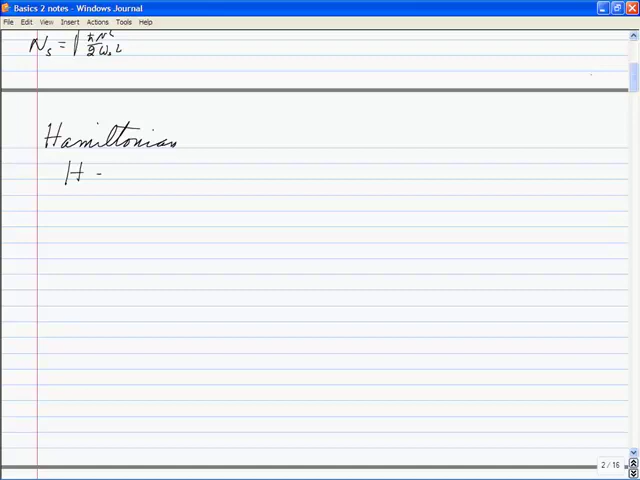 Basics 2 notes - Windows Journal
File Edit View Insert Actions Tools Help
Hamiltonian
H -
2 / 16